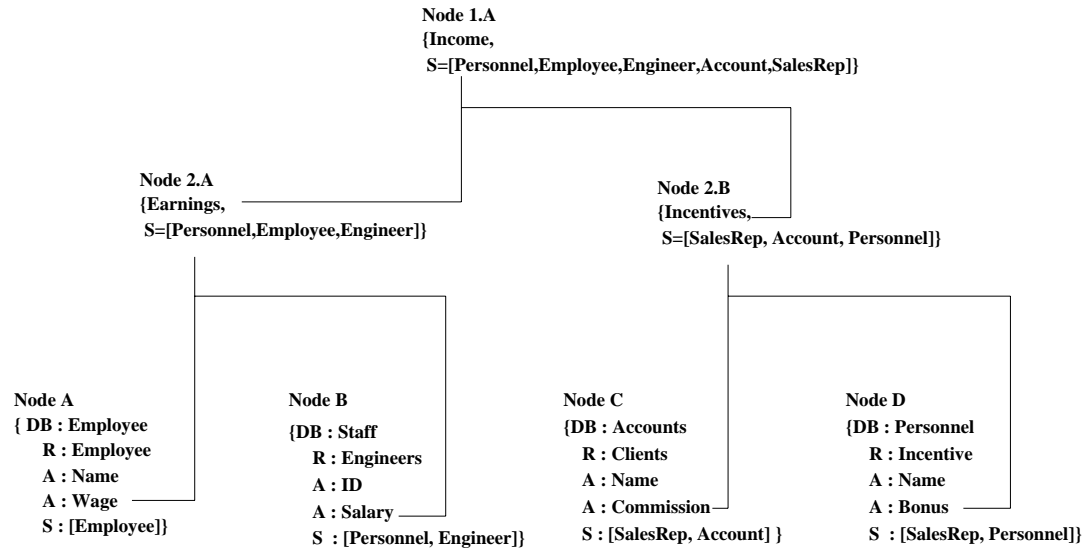 Node 1.A
{Income,
S=[Personnel,Employee,Engineer,Account,SalesRep]}
Node 2.A
{Earnings,
S=[Personnel,Employee,Engineer]}
Node 2.B
{Incentives,
S=[SalesRep, Account, Personnel]}
Node A
{ DB : Employee
R : Employee
A : Name
A : Wage
S : [Employee]}
Node B
{DB : Staff
R : Engineers
A : ID
A : Salary
S : [Personnel, Engineer]}
Node C
{DB : Accounts
R : Clients
A : Name
A : Commission
S : [SalesRep, Account] }
Node D
{DB : Personnel
R : Incentive
A : Name
A : Bonus
S : [SalesRep, Personnel]}